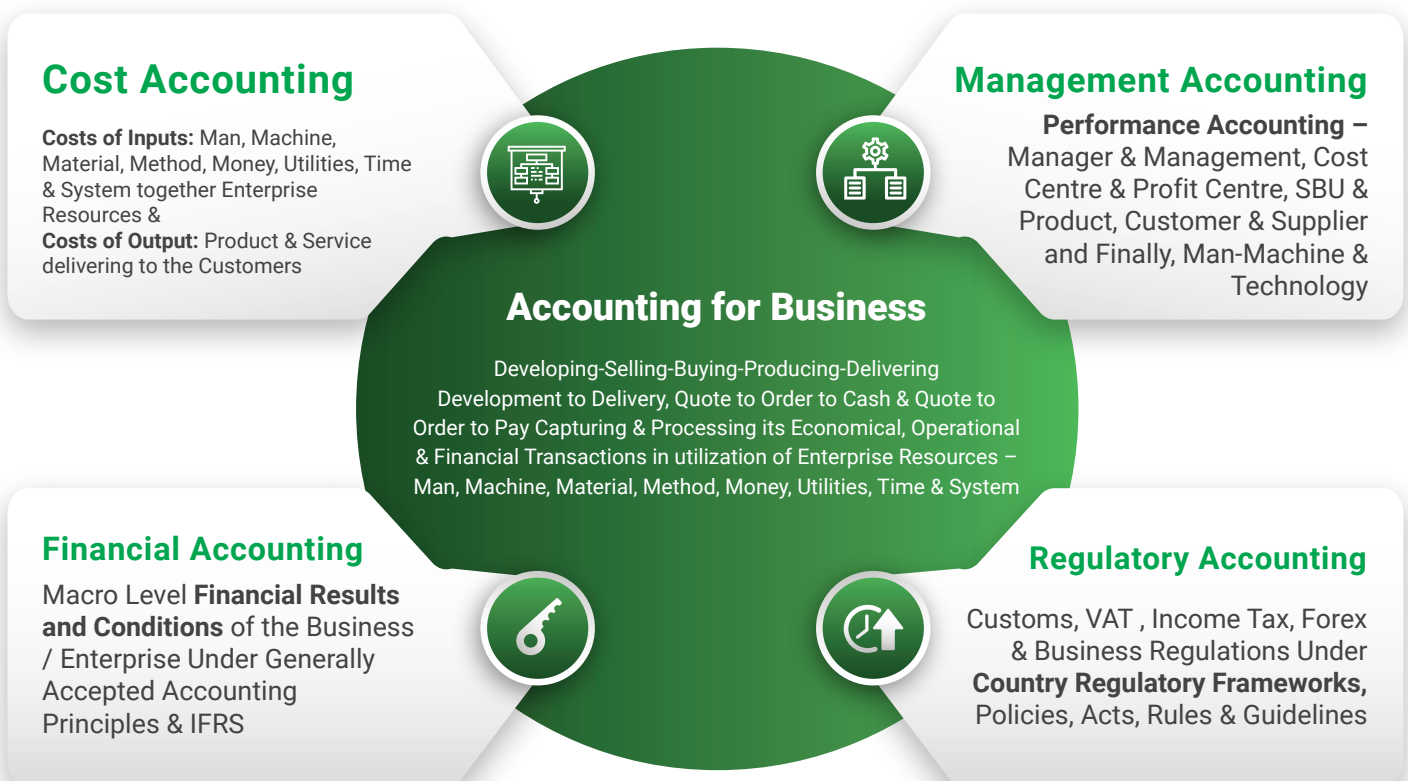 Cost Accounting
Costs of Inputs: Man, Machine,
Material, Method, Money, Utilities, Time
& System together Enterprise
Resources &
Costs of Output: Product & Service
delivering to the Customers
Management Accounting
Performance Accounting –
Manager & Management, Cost
Centre & Profit Centre, SBU &
Product, Customer & Supplier
and Finally, Man-Machine &
Technology
Accounting for Business
Developing-Selling-Buying-Producing-Delivering
Development to Delivery, Quote to Order to Cash & Quote to
Order to Pay Capturing & Processing its Economical, Operational
& Financial Transactions in utilization of Enterprise Resources –
Man, Machine, Material, Method, Money, Utilities, Time & System
Financial Accounting
Macro Level Financial Results
and Conditions of the Business
/ Enterprise Under Generally
Accepted Accounting
Principles & IFRS
Regulatory Accounting
Customs, VAT , Income Tax, Forex
& Business Regulations Under
Country Regulatory Frameworks,
Policies, Acts, Rules & Guidelines